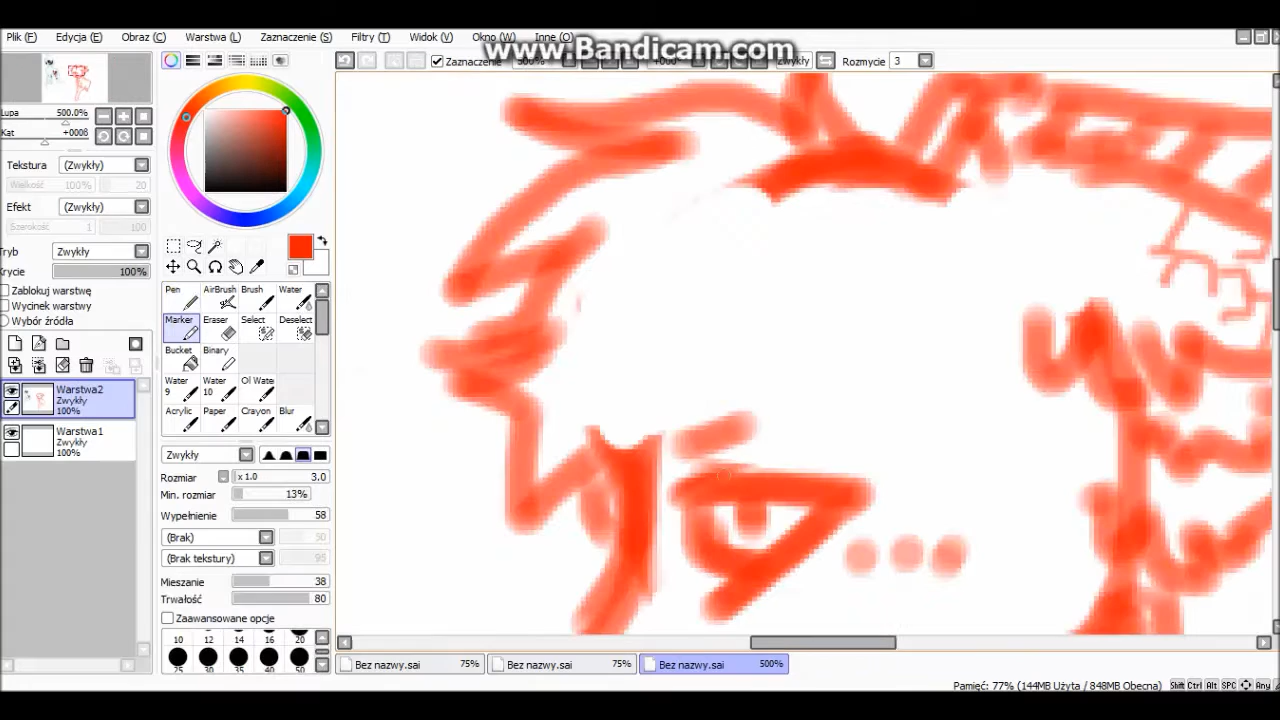 Plik (F) Edycja (E) Obraz (C) Warstwa (L) Zaznaczenie (S) Filtry (T) Widok (V) Okno (W) Inne (O)
www.Bandicam.com
Zaznaczenie 500% +000° Zwykły Rozmycie 3
Lupa 500.0%
Kąt +0006
Tekstura (Zwykły)
Wielkość 100% 20
Efekt (Zwykły)
Szerokość 1 100
Tryb Zwykły
Krycie 100%
Zablokuj warstwę
Wycinek warstwy
Wybór źródła
Warstwa2
Zwykły
100%
Warstwa1
Zwykły
100%
Pen AirBrush Brush Water
Marker Eraser Select Deselect
Bucket Binary
Water 9 Water 10 Ol Wate
Acrylic Paper Crayon Blur
Zwykły
Rozmiar x 1.0 3.0
Min. rozmiar 13%
Wypełnienie 58
(Brak) 50
(Brak tekstury) 95
Mieszanie 38
Trwałość 80
Zaawansowane opcje
10 12 14 16 20
25 30 35 40 50
Bez nazwy.sai 75% Bez nazwy.sai 75% Bez nazwy.sai 500%
Pamięć: 77% (144MB Użyta / 848MB Obecna) Shift Ctrl Alt SPC Any